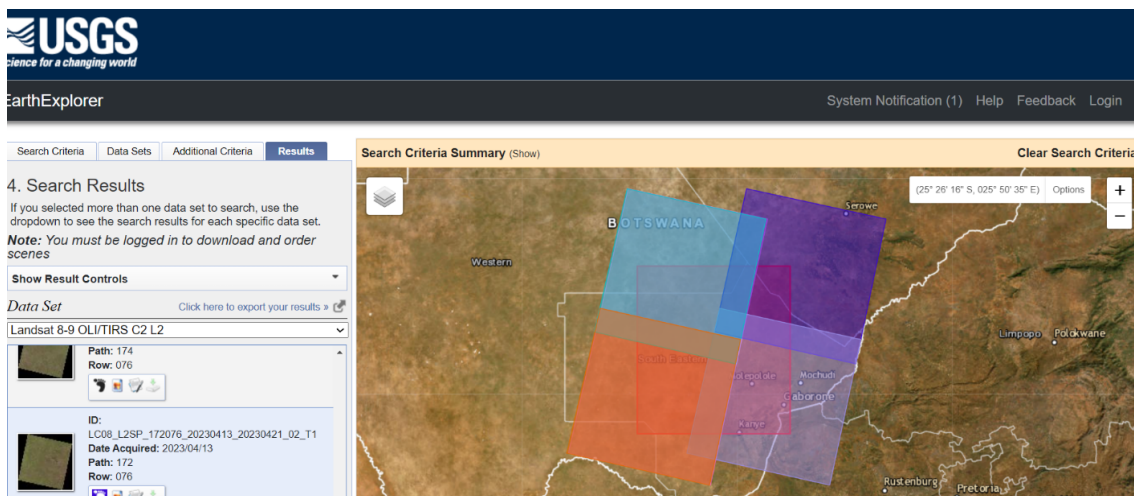 USGS
science for a changing world
EarthExplorer
System Notification (1) Help Feedback Login
Search Criteria Data Sets Additional Criteria Results
4. Search Results
If you selected more than one data set to search, use the
dropdown to see the search results for each specific data set.
Note: You must be logged in to download and order
scenes
Show Result Controls
Data Set Click here to export your results »
Landsat 8-9 OLI/TIRS C2 L2
Path: 174
Row: 076
ID:
LC08_L2SP_172076_20230413_20230421_02_T1
Date Acquired: 2023/04/13
Path: 172
Row: 076
Search Criteria Summary (Show) Clear Search Criteria
(25° 26' 16" S, 025° 50' 35" E) Options
+
−
Serowe
BOTSWANA
Western
Limpopo Polokwane
South Eastern
Mochudi
Gaborone
Kanye
Rustenburg
Pretoria